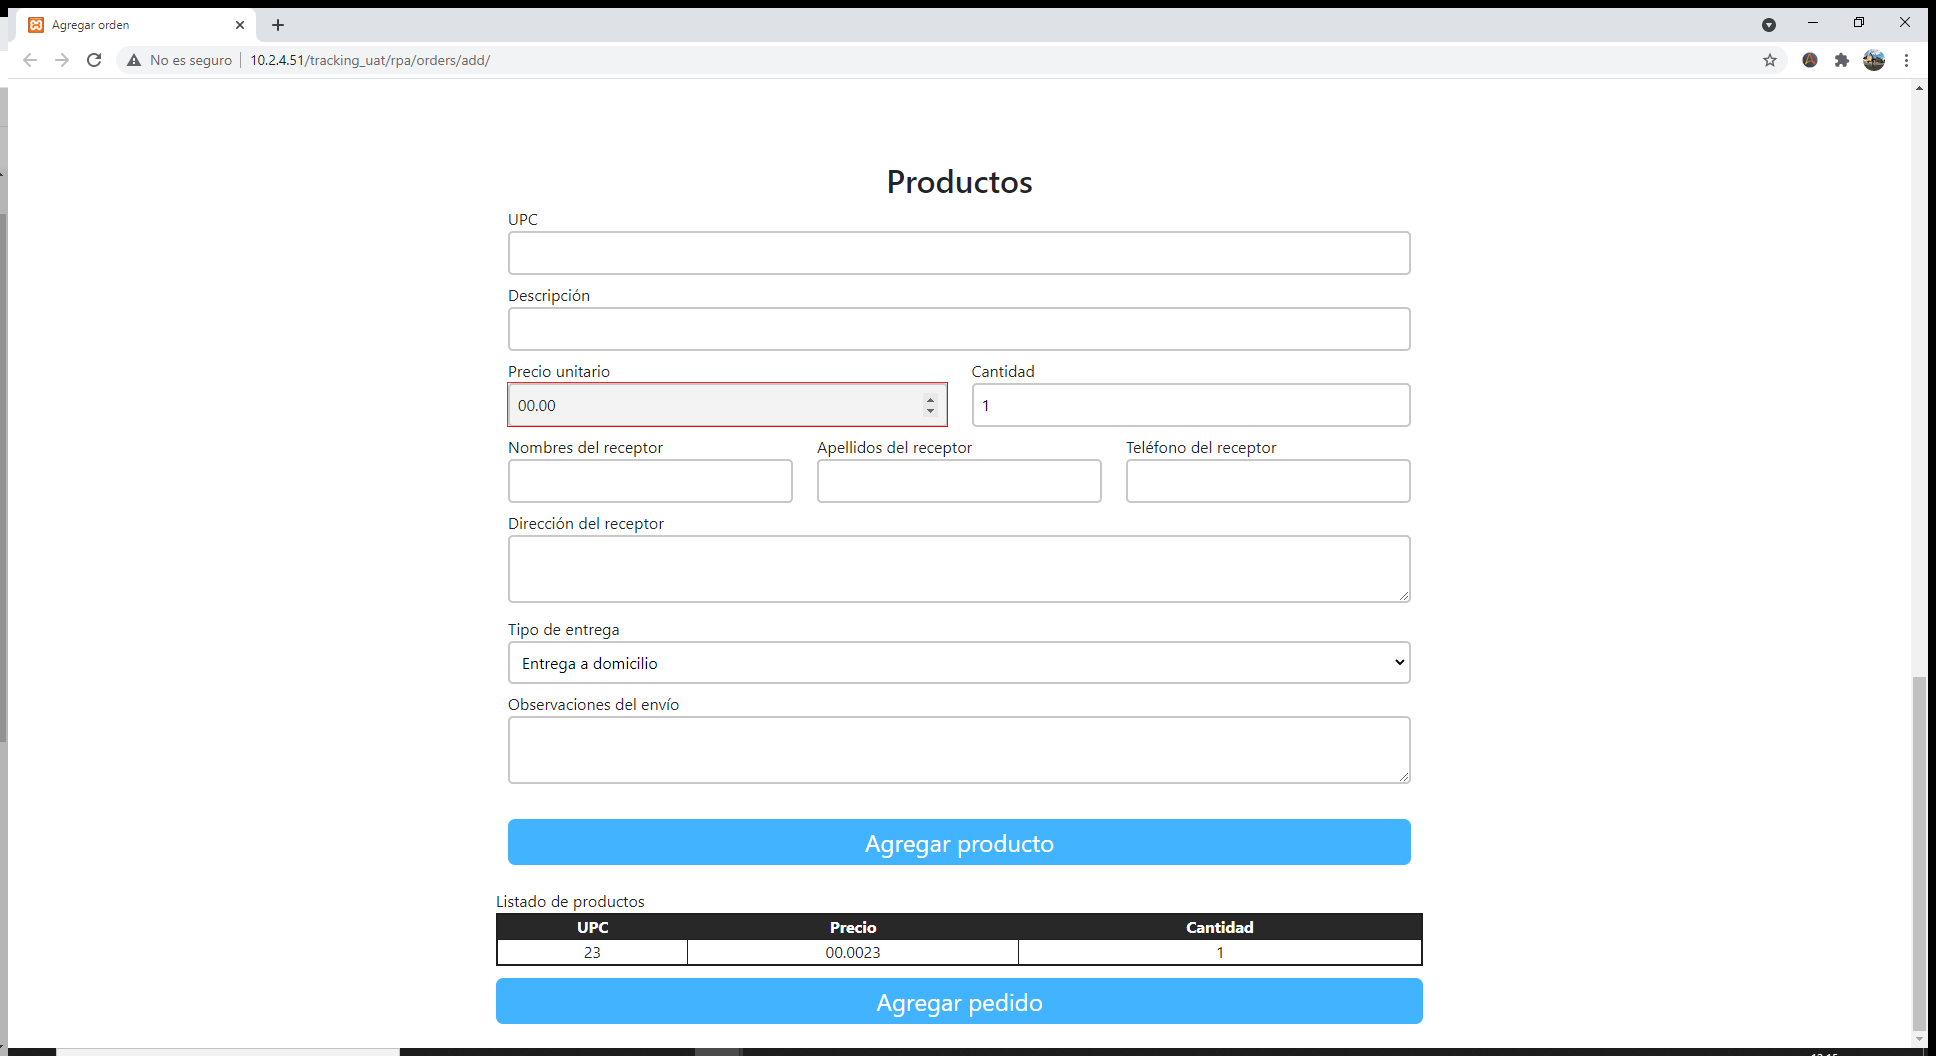 Agregar orden
No es seguro 10.2.4.51/tracking_uat/rpa/orders/add/
Productos
UPC
Descripción
Precio unitario Cantidad
00.00 1
Nombres del receptor Apellidos del receptor Teléfono del receptor
Dirección del receptor
Tipo de entrega
Entrega a domicilio
Observaciones del envío
Agregar producto
Listado de productos
UPC Precio Cantidad
23 00.0023 1
Agregar pedido